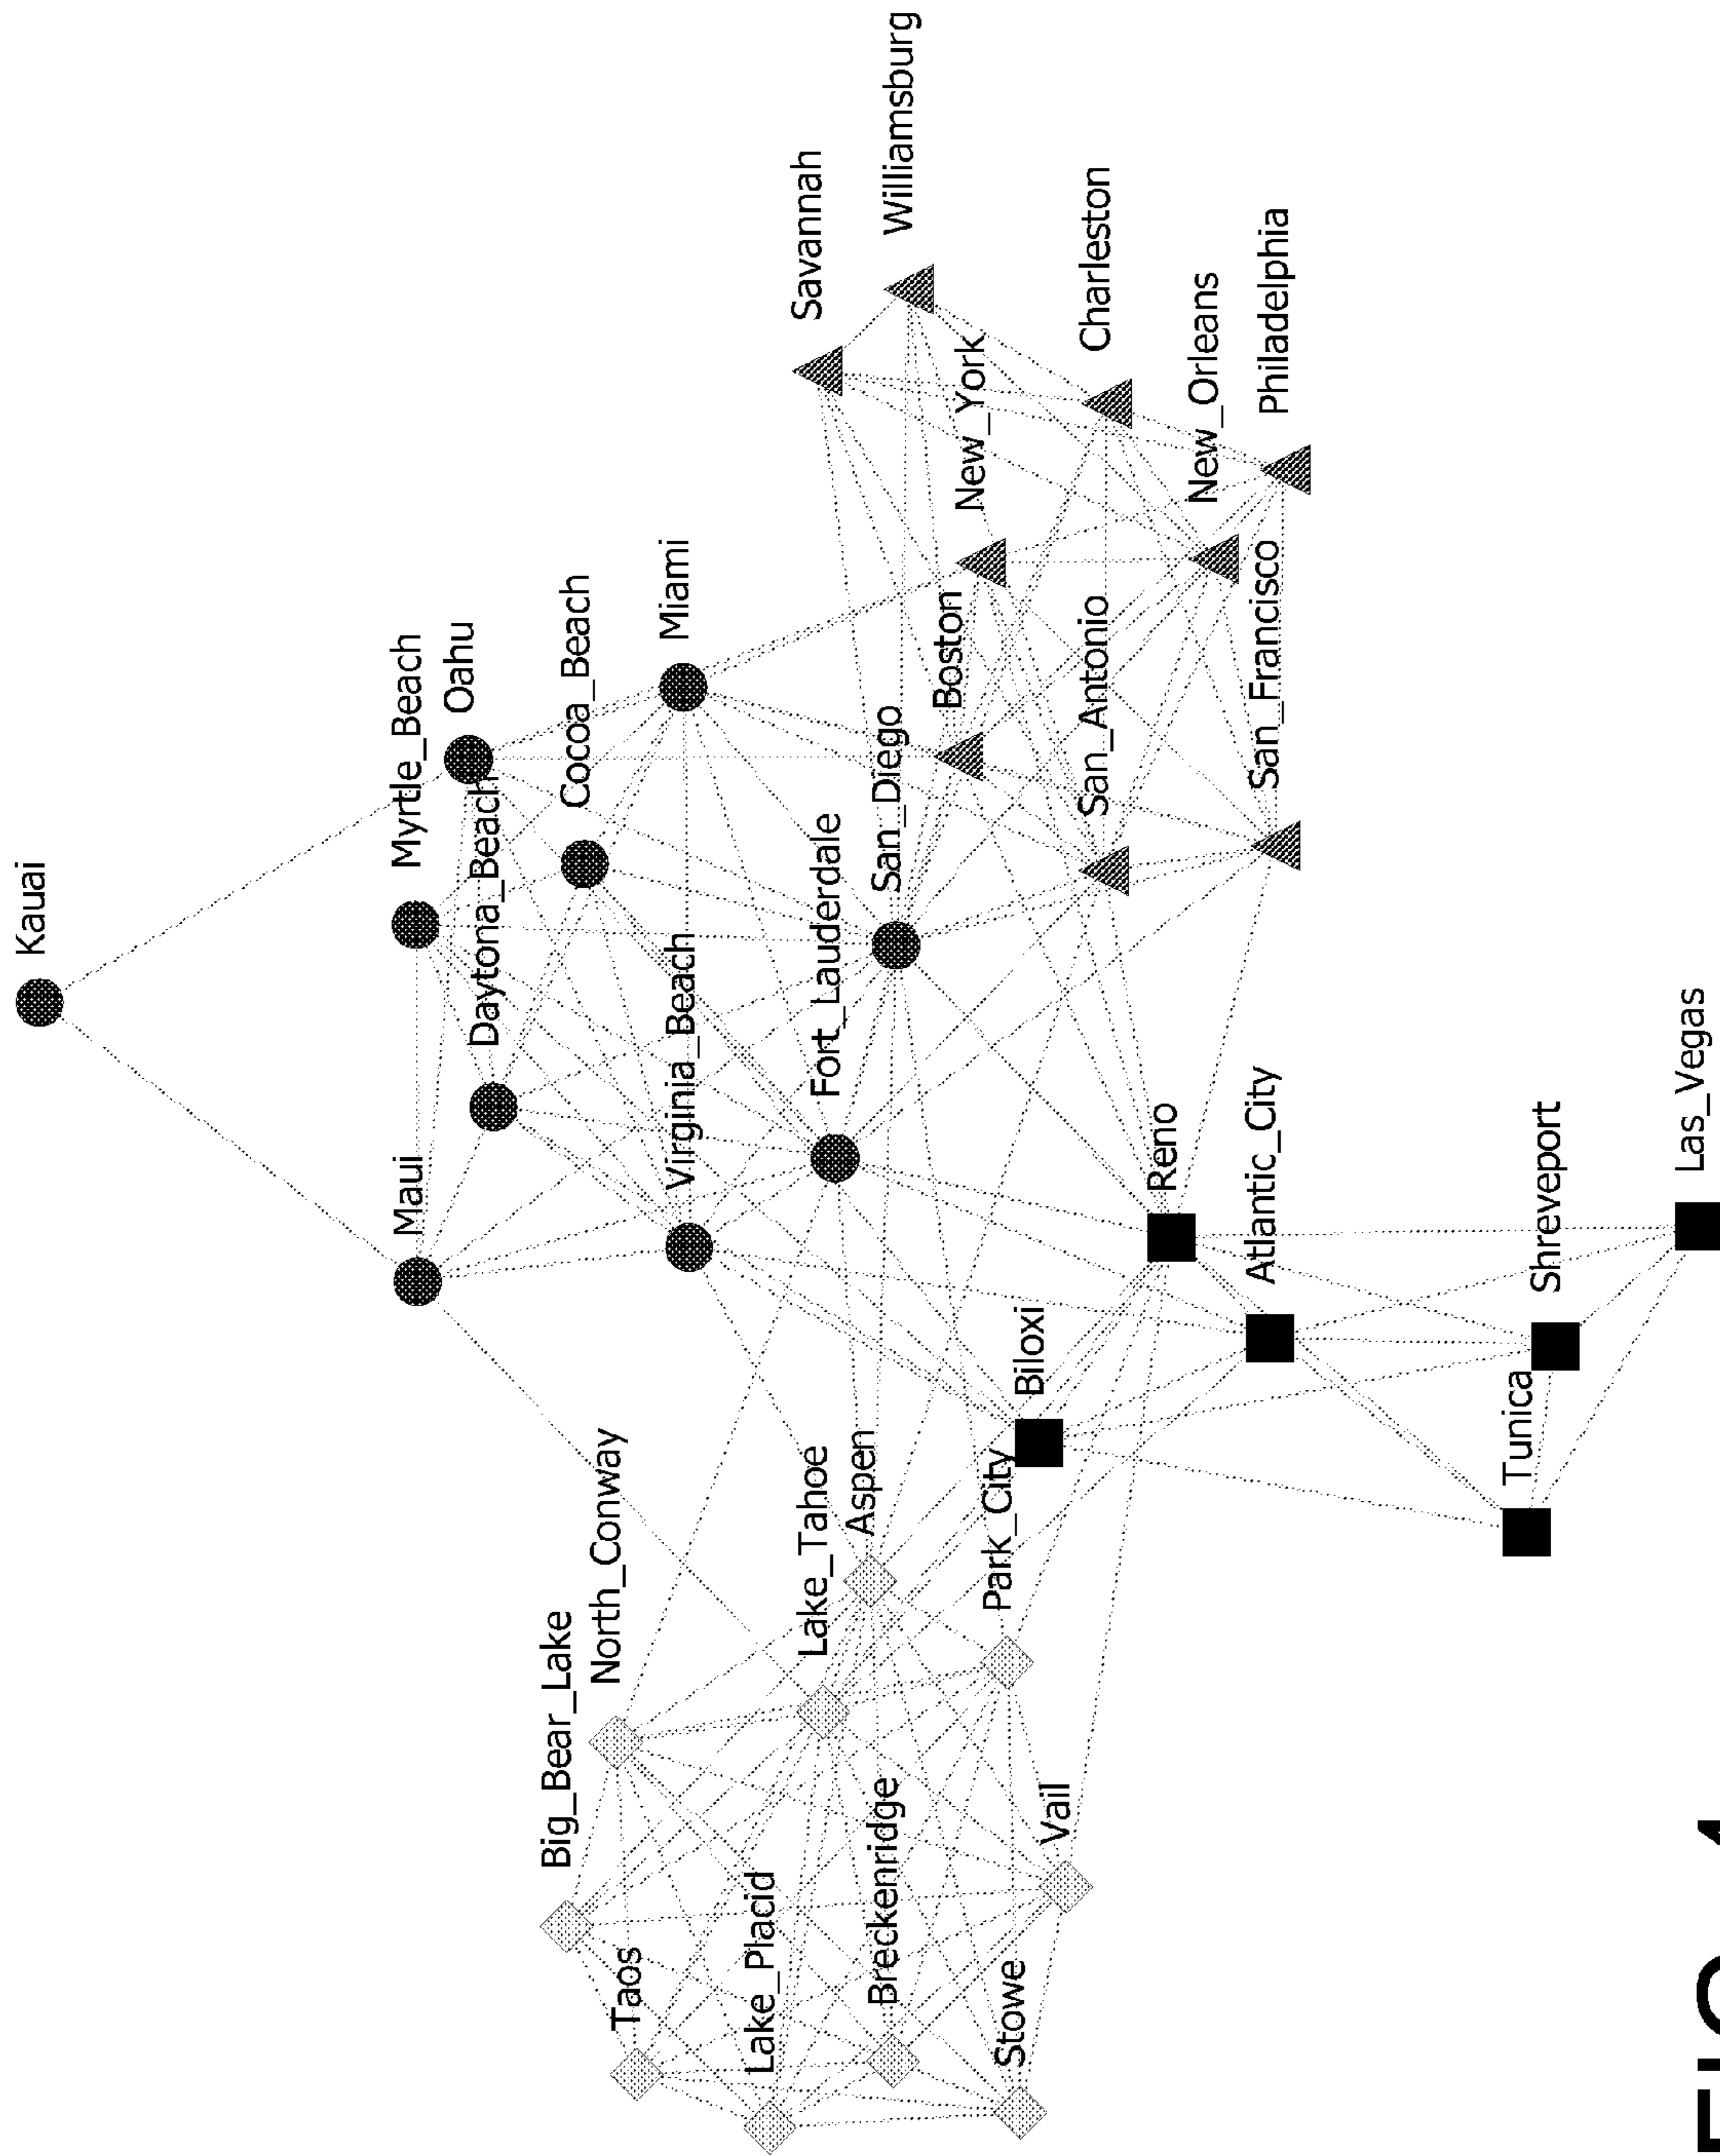 Kauai
Myrtle_Beach
Oahu
Maui
Daytona_Beach
Cocoa_Beach
Miami
Virginia_Beach
Fort_Lauderdale
San_Diego
Savannah
Williamsburg
New_York
Boston
Charleston
San_Antonio
New_Orleans
Philadelphia
San_Francisco
Big_Bear_Lake
North_Conway
Taos
Lake_Placid
Lake_Tahoe
Aspen
Breckenridge
Park_City
Stowe
Vail
Biloxi
Reno
Atlantic_City
Tunica
Shreveport
Las_Vegas